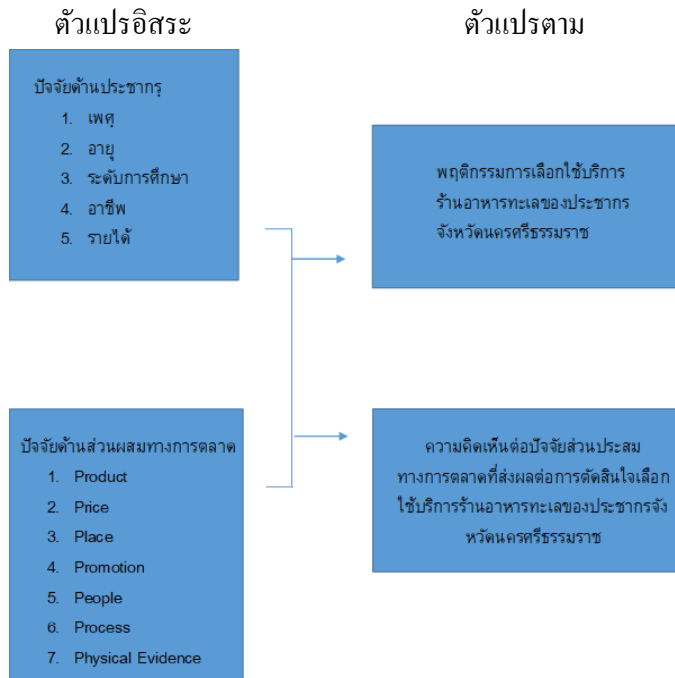 ตัวแปรอิสระ
ปัจจัยด้านประชากรฺ
1. เพศฺ
2. อายุ
3. ระดับการศึกษา
4. อาชีพ
5. รายได้
ปัจจัยด้านส่วนผสมทางการตลาด
1. Product
2. Price
3. Place
4. Promotion
5. People
6. Process
7. Physical Evidence
ตัวแปรตาม
พฤติกรรมการเลือกใช้บริการ
ร้านอาหารทะเลของประชากร
จังหวัดนครศรีธรรมราช
ความคิดเห็นต่อปัจจัยส่วนประสม
ทางการตลาดที่ส่งผลต่อการตัดสินใจเลือก
ใช้บริการร้านอาหารทะเลของประชากรจัง
หวัดนครศรีธรรมราช